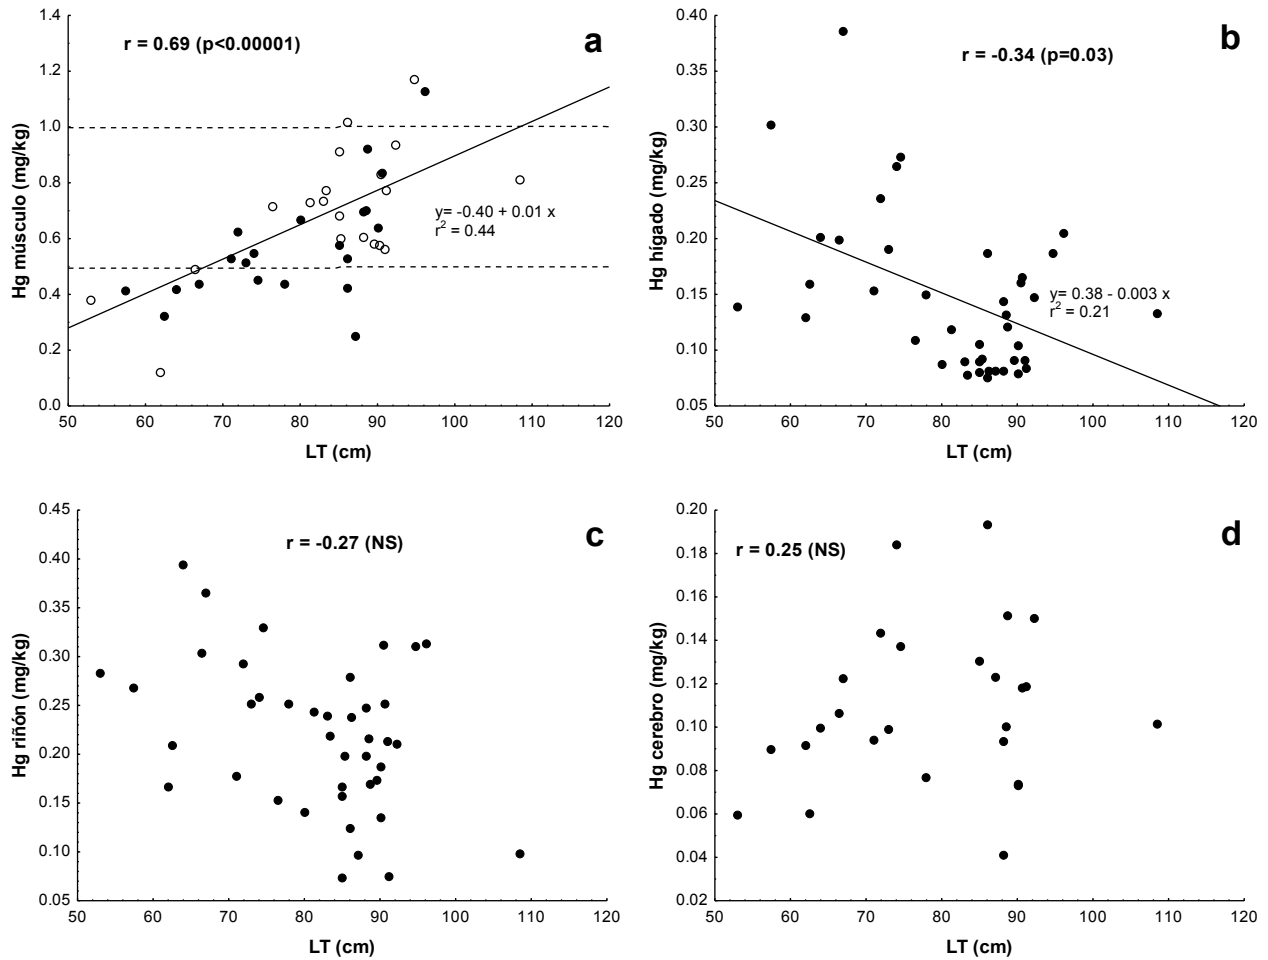 r = 0.69 (p<0.00001)
a
1.4
1.2
1.0
0.8
0.6
0.4
0.2
0.0
Hg músculo (mg/kg)
y= -0.40 + 0.01 x
r² = 0.44
50 60 70 80 90 100 110 120
LT (cm)
r = -0.34 (p=0.03)
b
0.40
0.35
0.30
0.25
0.20
0.15
0.10
0.05
Hg hígado (mg/kg)
y= 0.38 - 0.003 x
r² = 0.21
50 60 70 80 90 100 110 120
LT (cm)
r = -0.27 (NS)
c
0.45
0.40
0.35
0.30
0.25
0.20
0.15
0.10
0.05
Hg riñón (mg/kg)
50 60 70 80 90 100 110 120
LT (cm)
r = 0.25 (NS)
d
0.20
0.18
0.16
0.14
0.12
0.10
0.08
0.06
0.04
0.02
Hg cerebro (mg/kg)
50 60 70 80 90 100 110 120
LT (cm)